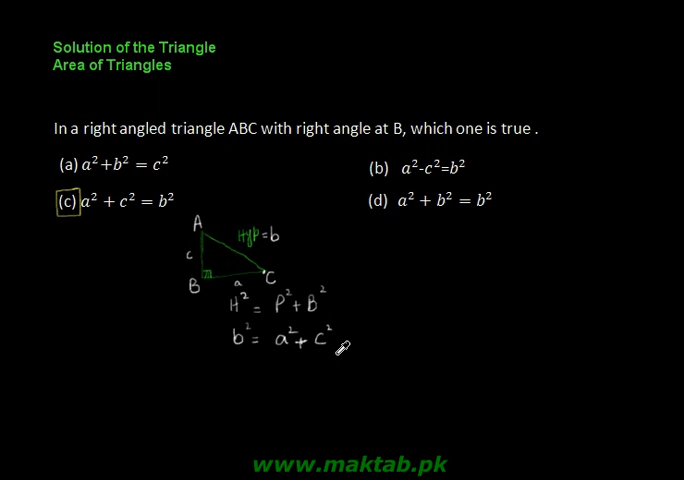 Solution of the Triangle
Area of Triangles
In a right angled triangle ABC with right angle at B, which one is true .
(a) a²+b² = c²
(b) a²-c²=b²
(c) a² + c² = b²
(d) a² + b² = b²
A
Hyp = b
c
B
a
C
H² = P² + B²
b² = a² + c²
www.maktab.pk